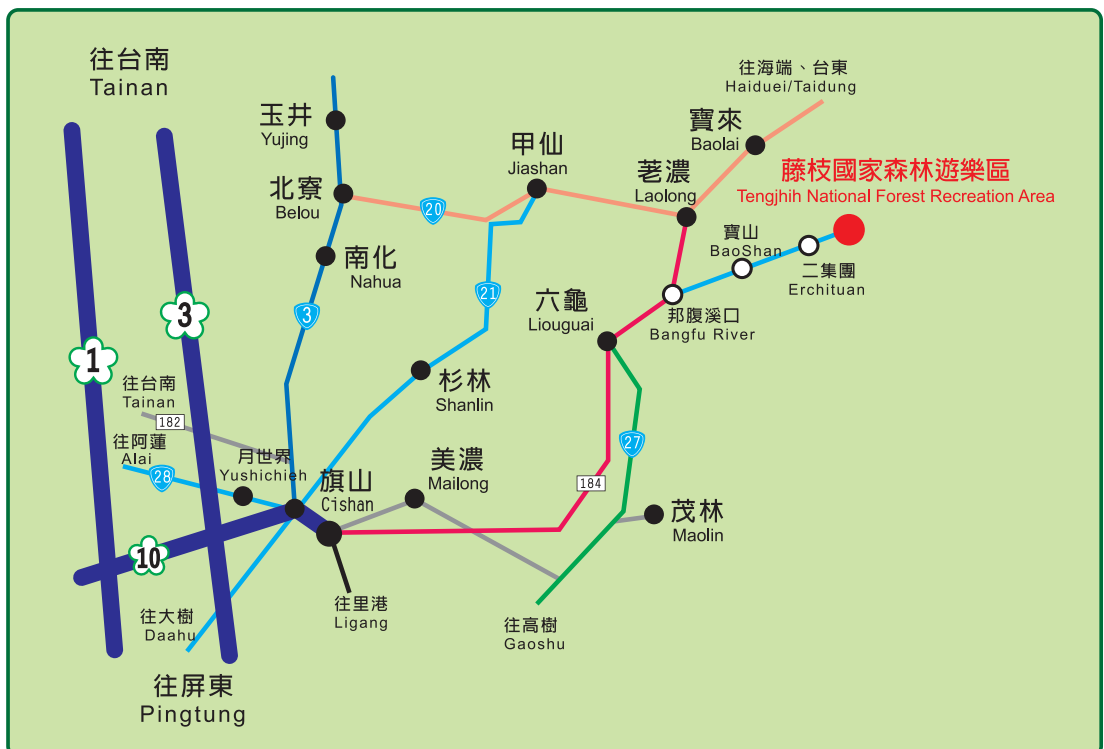 往台南
Tainan
往海端、台東
Haiduei/Taidung
玉井
Yujing
甲仙
Jiashan
寶來
Baolai
荖濃
Laolong
藤枝國家森林遊樂區
Tengjhih National Forest Recreation Area
北寮
Belou
20
寶山
BaoShan
二集團
Erchituan
南化
Nahua
21
六龜
Liouguai
邦腹溪口
Bangfu River
3
3
1
往台南
Tainan
182
杉林
Shanlin
往阿蓮
Alai
28
月世界
Yushichieh
旗山
Cishan
美濃
Mailong
27
184
茂林
Maolin
10
往里港
Ligang
往大樹
Daahu
往高樹
Gaoshu
往屏東
Pingtung